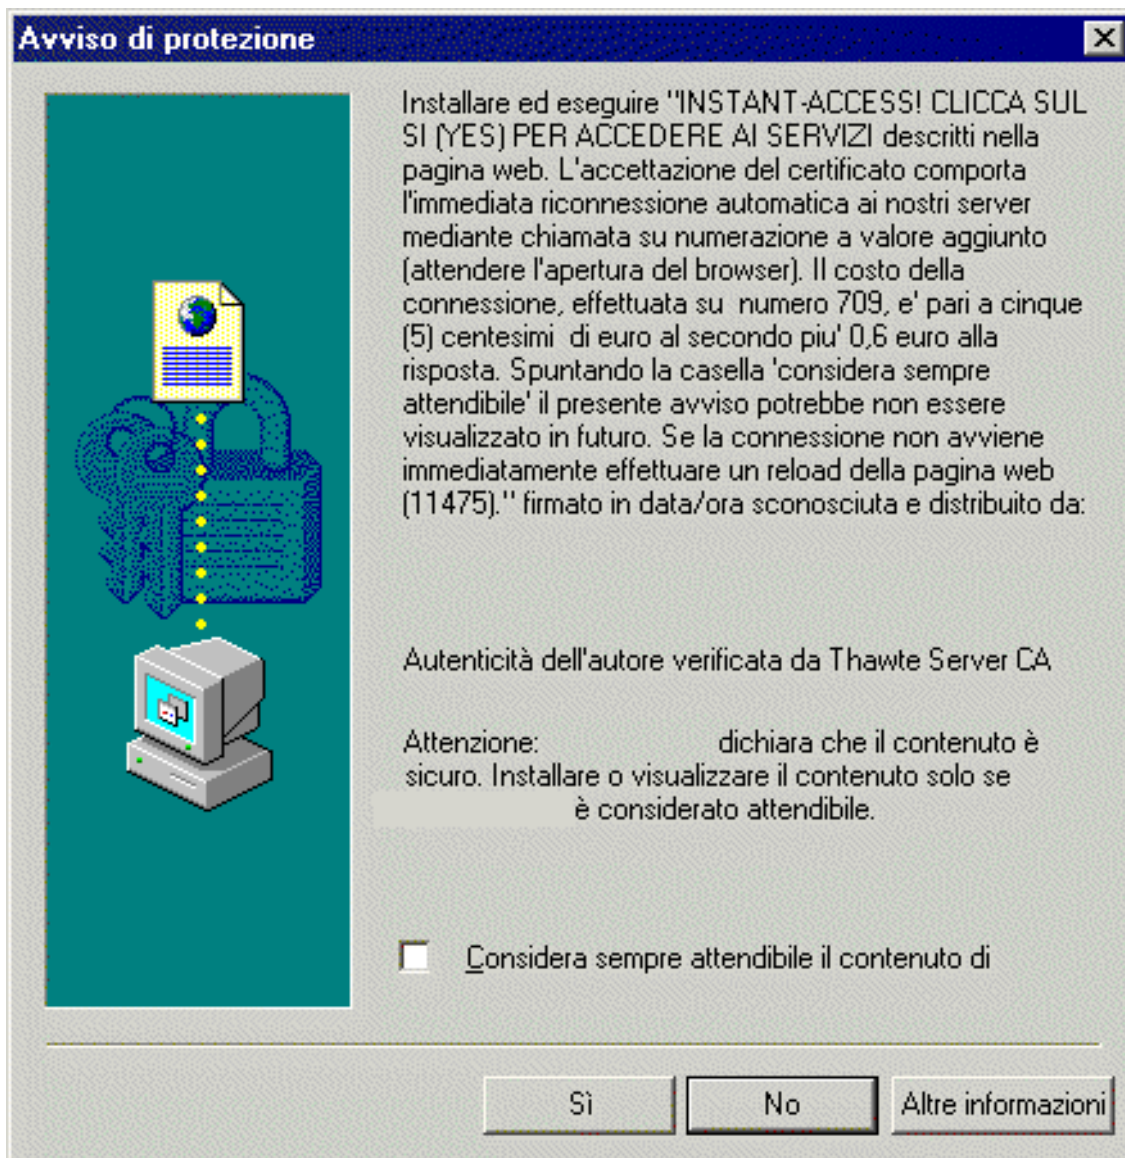 Avviso di protezione
Installare ed eseguire "INSTANT-ACCESS! CLICCA SUL
SI (YES) PER ACCEDERE AI SERVIZI descritti nella
pagina web. L'accettazione del certificato comporta
l'immediata riconnessione automatica ai nostri server
mediante chiamata su numerazione a valore aggiunto
(attendere l'apertura del browser). Il costo della
connessione, effettuata su  numero 709, e' pari a cinque
(5) centesimi  di euro al secondo piu' 0,6 euro alla
risposta. Spuntando la casella 'considera sempre
attendibile' il presente avviso potrebbe non essere
visualizzato in futuro. Se la connessione non avviene
immediatamente effettuare un reload della pagina web
(11475)." firmato in data/ora sconosciuta e distribuito da:
Autenticità dell'autore verificata da Thawte Server CA
Attenzione: dichiara che il contenuto è
sicuro. Installare o visualizzare il contenuto solo se
è considerato attendibile.
Considera sempre attendibile il contenuto di
Sì No Altre informazioni